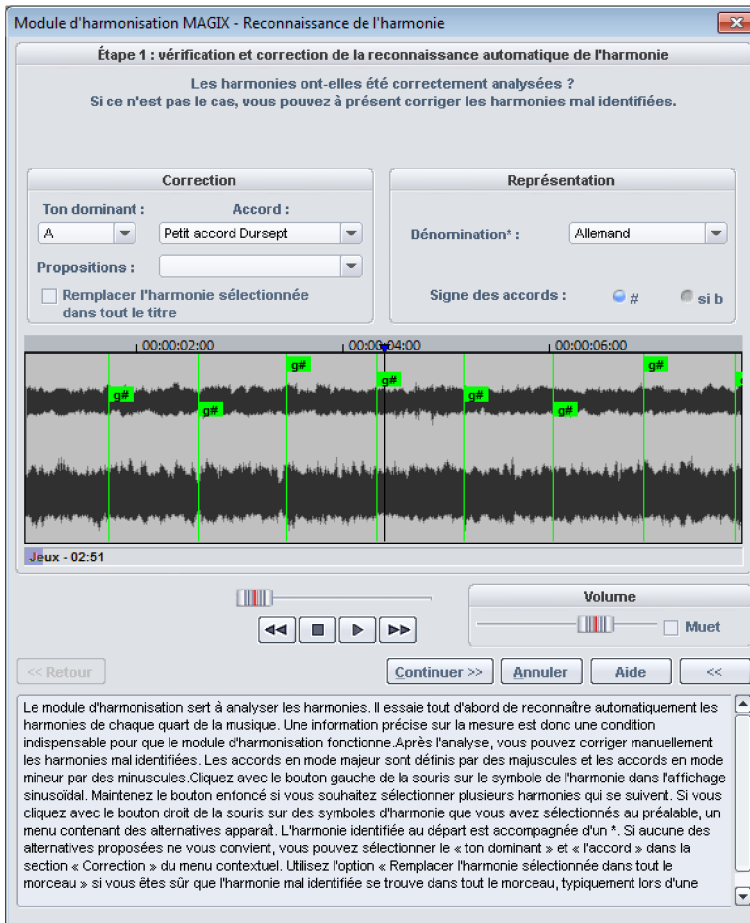 Module d'harmonisation MAGIX - Reconnaissance de l'harmonie
Étape 1 : vérification et correction de la reconnaissance automatique de l'harmonie
Les harmonies ont-elles été correctement analysées ?
Si ce n'est pas le cas, vous pouvez à présent corriger les harmonies mal identifiées.
Correction
Ton dominant :
Accord :
A
Petit accord Dursept
Propositions :
Remplacer l'harmonie sélectionnée
dans tout le titre
Représentation
Dénomination* :
Allemand
Signe des accords :
#
si b
00:00:02:00
00:00:04:00
00:00:06:00
g#
g#
g#
g#
g#
g#
g#
Jeux - 02:51
Volume
Muet
<< Retour
Continuer >>
Annuler
Aide
<<
Le module d'harmonisation sert à analyser les harmonies. Il essaie tout d'abord de reconnaître automatiquement les
harmonies de chaque quart de la musique. Une information précise sur la mesure est donc une condition
indispensable pour que le module d'harmonisation fonctionne.Après l'analyse, vous pouvez corriger manuellement
les harmonies mal identifiées. Les accords en mode majeur sont définis par des majuscules et les accords en mode
mineur par des minuscules.Cliquez avec le bouton gauche de la souris sur le symbole de l'harmonie dans l'affichage
sinusoïdal. Maintenez le bouton enfoncé si vous souhaitez sélectionner plusieurs harmonies qui se suivent. Si vous
cliquez avec le bouton droit de la souris sur des symboles d'harmonie que vous avez sélectionnés au préalable, un
menu contenant des alternatives apparaît. L'harmonie identifiée au départ est accompagnée d'un *. Si aucune des
alternatives proposées ne vous convient, vous pouvez sélectionner le « ton dominant » et « l'accord » dans la
section « Correction » du menu contextuel. Utilisez l'option « Remplacer l'harmonie sélectionnée dans tout le
morceau » si vous êtes sûr que l'harmonie mal identifiée se trouve dans tout le morceau, typiquement lors d'une